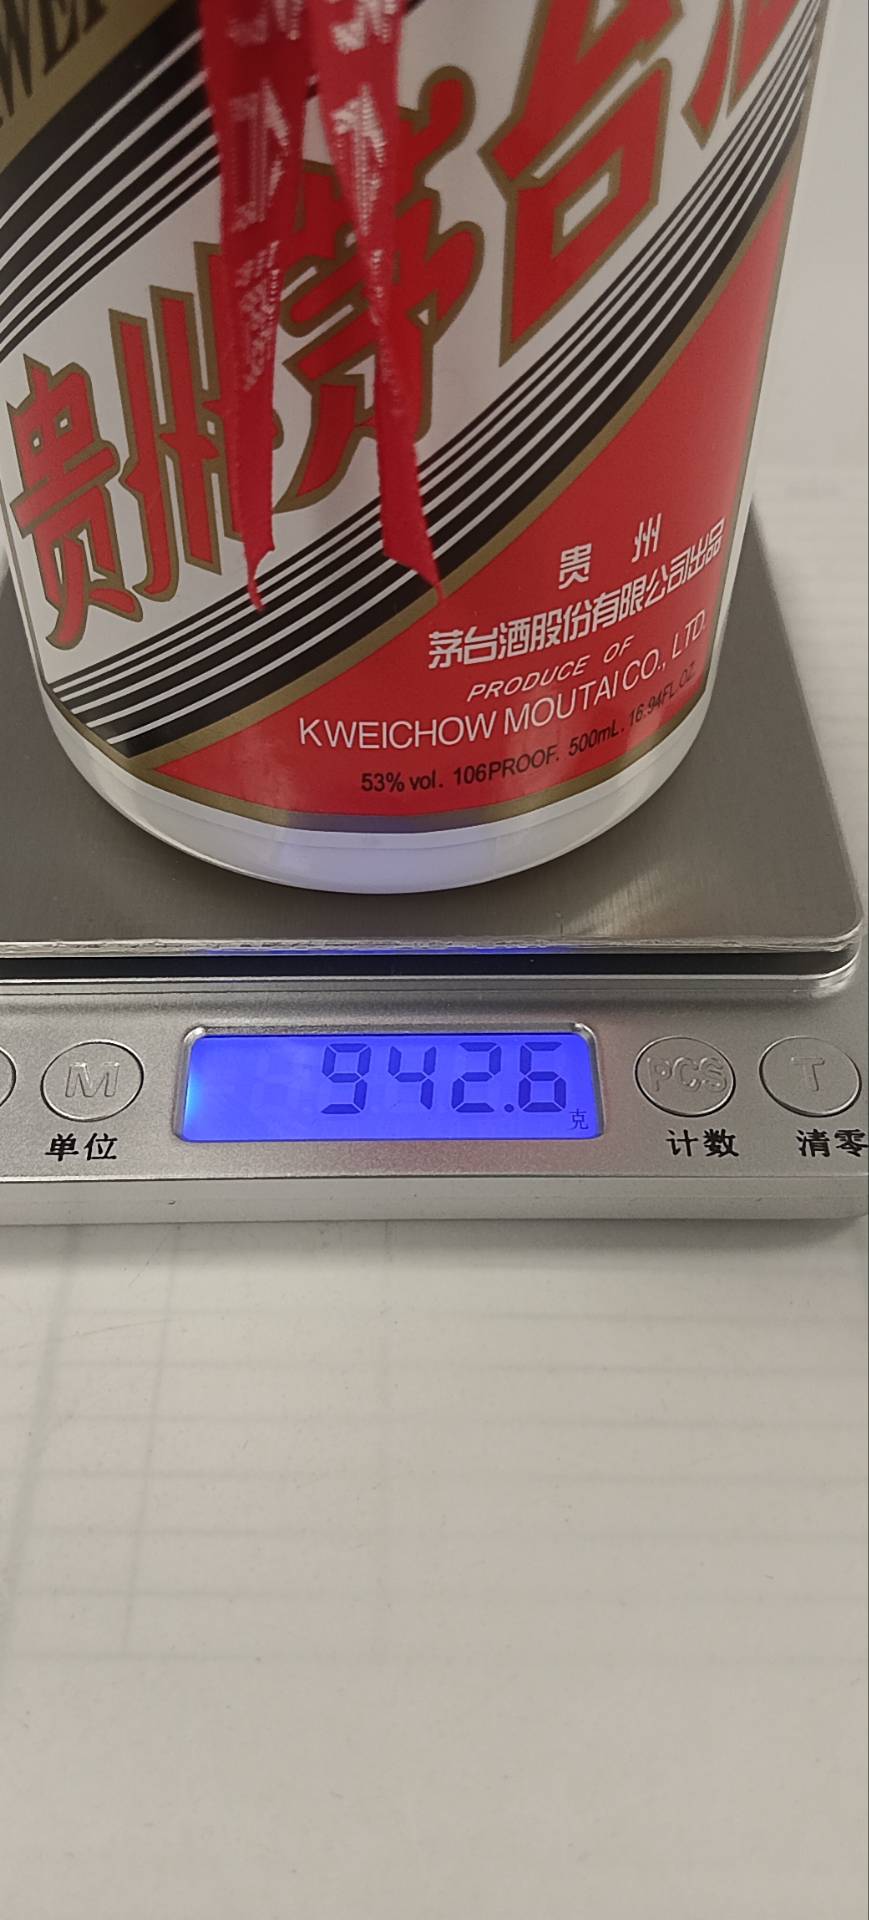 贵州茅台酒
贵州
茅台酒股份有限公司出品
PRODUCE OF
KWEICHOW MOUTAI CO., LTD.
53% vol. 106PROOF. 500mL. 16.94FL.OZ.
942.6
克
M
PCS
T
单位
计数
清零